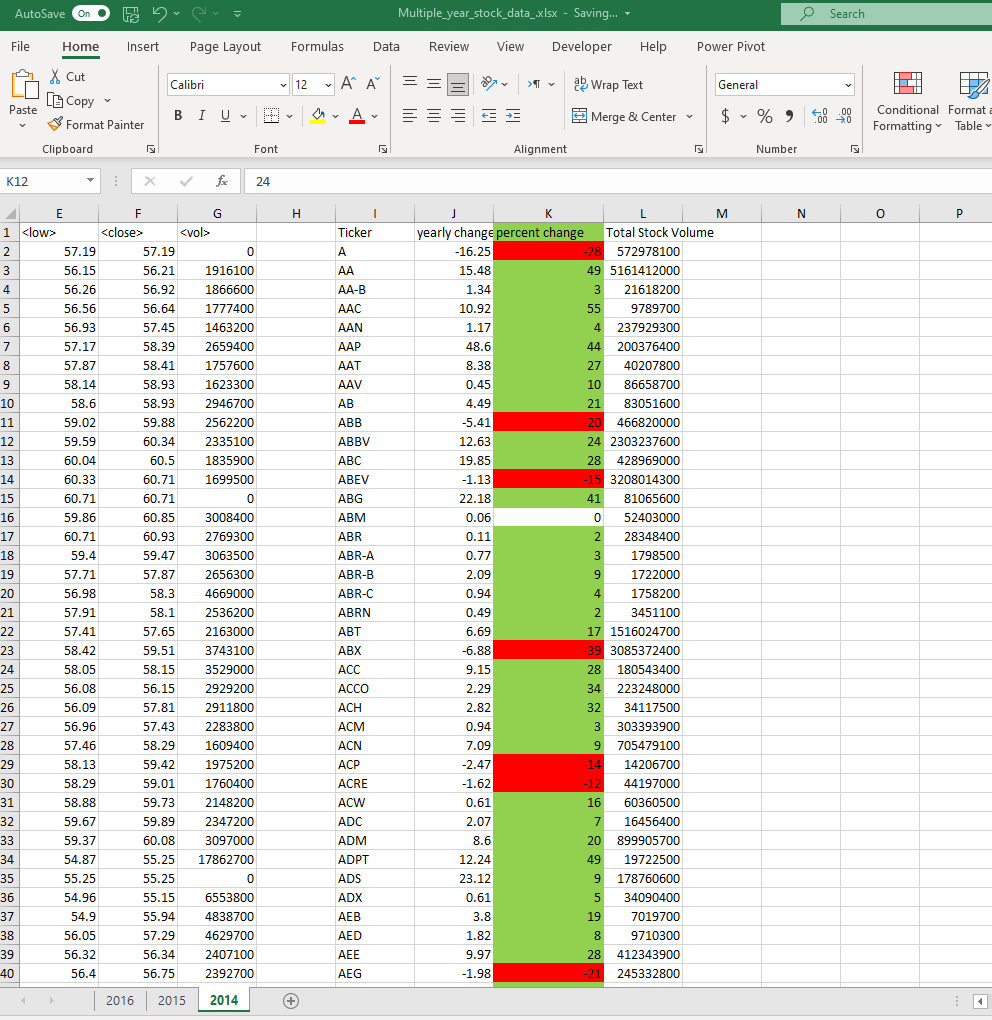 AutoSave On Multiple_year_stock_data_.xlsx - Saving... Search
File Home Insert Page Layout Formulas Data Review View Developer Help Power Pivot
Paste Cut Copy Format Painter
Calibri 12 A A
B I U A
Wrap Text
Merge & Center
General
$ % 9 .00 .00
Conditional Formatting Format a Table
Clipboard Font Alignment Number
K12 fx 24
E F G H I J K L M N O P
1 <low> <close> <vol> Ticker yearly change percent change Total Stock Volume
2 57.19 57.19 0 A -16.25 -28 572978100
3 56.15 56.21 1916100 AA 15.48 49 5161412000
4 56.26 56.92 1866600 AA-B 1.34 3 21618200
5 56.56 56.64 1777400 AAC 10.92 55 9789700
6 56.93 57.45 1463200 AAN 1.17 4 237929300
7 57.17 58.39 2659400 AAP 48.6 44 200376400
8 57.87 58.41 1757600 AAT 8.38 27 40207800
9 58.14 58.93 1623300 AAV 0.45 10 86658700
10 58.6 58.93 2946700 AB 4.49 21 83051600
11 59.02 59.88 2562200 ABB -5.41 -20 466820000
12 59.59 60.34 2335100 ABBV 12.63 24 2303237600
13 60.04 60.5 1835900 ABC 19.85 28 428969000
14 60.33 60.71 1699500 ABEV -1.13 -15 3208014300
15 60.71 60.71 0 ABG 22.18 41 81065600
16 59.86 60.85 3008400 ABM 0.06 0 52403000
17 60.71 60.93 2769300 ABR 0.11 2 28348400
18 59.4 59.47 3063500 ABR-A 0.77 3 1798500
19 57.71 57.87 2656300 ABR-B 2.09 9 1722000
20 56.98 58.3 4669000 ABR-C 0.94 4 1758200
21 57.91 58.1 2536200 ABRN 0.49 2 3451100
22 57.41 57.65 2163000 ABT 6.69 17 1516024700
23 58.42 59.51 3743100 ABX -6.88 -39 3085372400
24 58.05 58.15 3529000 ACC 9.15 28 180543400
25 56.08 56.15 2929200 ACCO 2.29 34 223248000
26 56.09 57.81 2911800 ACH 2.82 32 34117500
27 56.96 57.43 2283800 ACM 0.94 3 303393900
28 57.46 58.29 1609400 ACN 7.09 9 705479100
29 58.13 59.42 1975200 ACP -2.47 -14 14206700
30 58.29 59.01 1760400 ACRE -1.62 -12 44197000
31 58.88 59.73 2148200 ACW 0.61 16 60360500
32 59.67 59.89 2347200 ADC 2.07 7 16456400
33 59.37 60.08 3097000 ADM 8.6 20 899905700
34 54.87 55.25 17862700 ADPT 12.24 49 19722500
35 55.25 55.25 0 ADS 23.12 9 178760600
36 54.96 55.15 6553800 ADX 0.61 5 34090400
37 54.9 55.94 4838700 AEB 3.8 19 7019700
38 56.05 57.29 4629700 AED 1.82 8 9710300
39 56.32 56.34 2407100 AEE 9.97 28 412343900
40 56.4 56.75 2392700 AEG -1.98 -21 245332800
2016 2015 2014